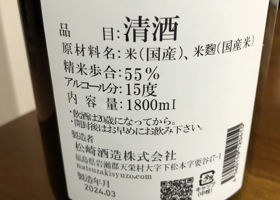 品　　　目：清酒
原材料名：米（国産）、米麹（国産米）
精米歩合：55％
アルコール分：15度
内　容　量：1800ml
・飲酒は20歳になってから。
・開封後はお早めにお飲み下さい。
製造者
松崎酒造株式会社
福島県岩瀬郡天栄村大字下松本字要谷47-1
matsuzakisyuzo.com
製造年月
2024.03